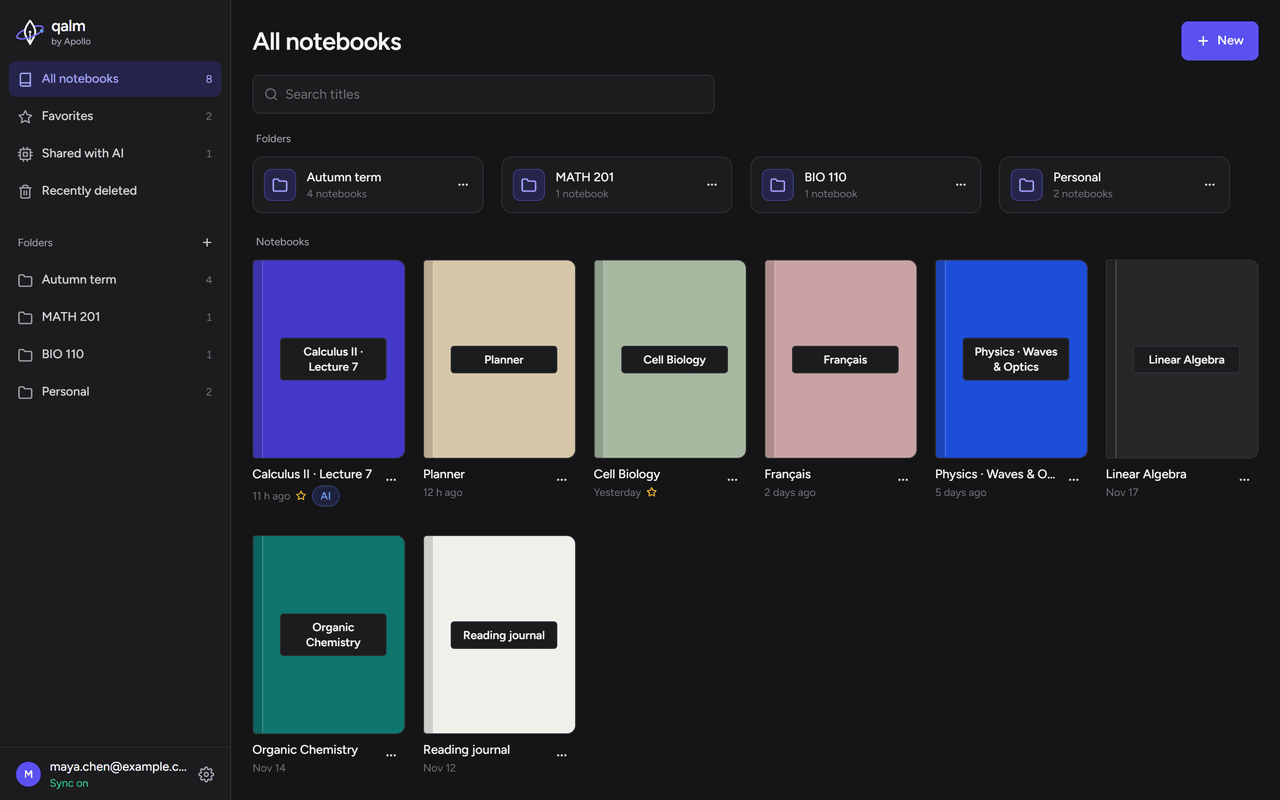 qalm
by Apollo
All notebooks 8
Favorites 2
Shared with AI 1
Recently deleted
Folders
Autumn term 4
MATH 201 1
BIO 110 1
Personal 2
M
maya.chen@example.c...
Sync on
All notebooks
New
Search titles
Folders
Autumn term
4 notebooks
MATH 201
1 notebook
BIO 110
1 notebook
Personal
2 notebooks
Notebooks
Calculus II ·
Lecture 7
Planner
Cell Biology
Français
Physics · Waves
& Optics
Linear Algebra
Calculus II · Lecture 7
11 h ago AI
Planner
12 h ago
Cell Biology
Yesterday
Français
2 days ago
Physics · Waves & O...
5 days ago
Linear Algebra
Nov 17
Organic
Chemistry
Reading journal
Organic Chemistry
Nov 14
Reading journal
Nov 12